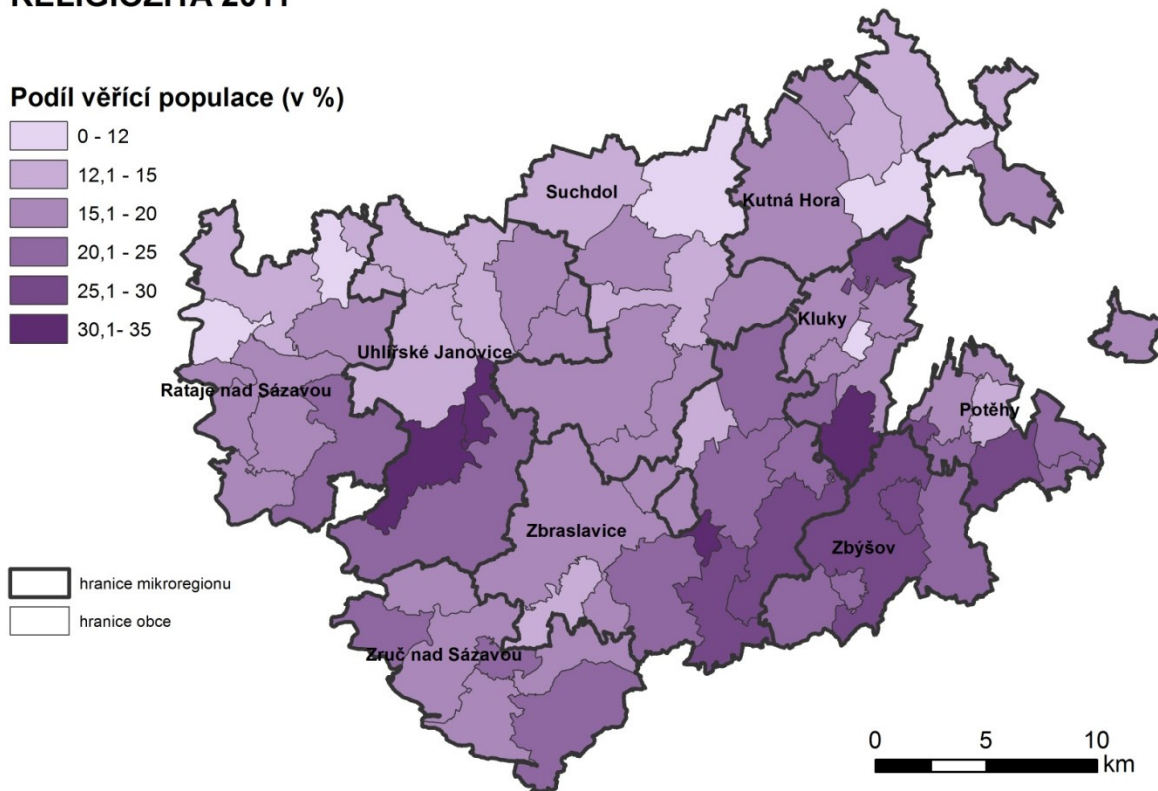 RELIGIOZITA 2011
Podíl věřící populace (v %)
0 - 12
12,1 - 15
15,1 - 20
20,1 - 25
25,1 - 30
30,1- 35
Suchdol
Kutná Hora
Kluky
Uhlířské Janovice
Rataje nad Sázavou
Potěhy
Zbraslavice
Zbýšov
Zruč nad Sázavou
hranice mikroregionu
hranice obce
0 5 10
km